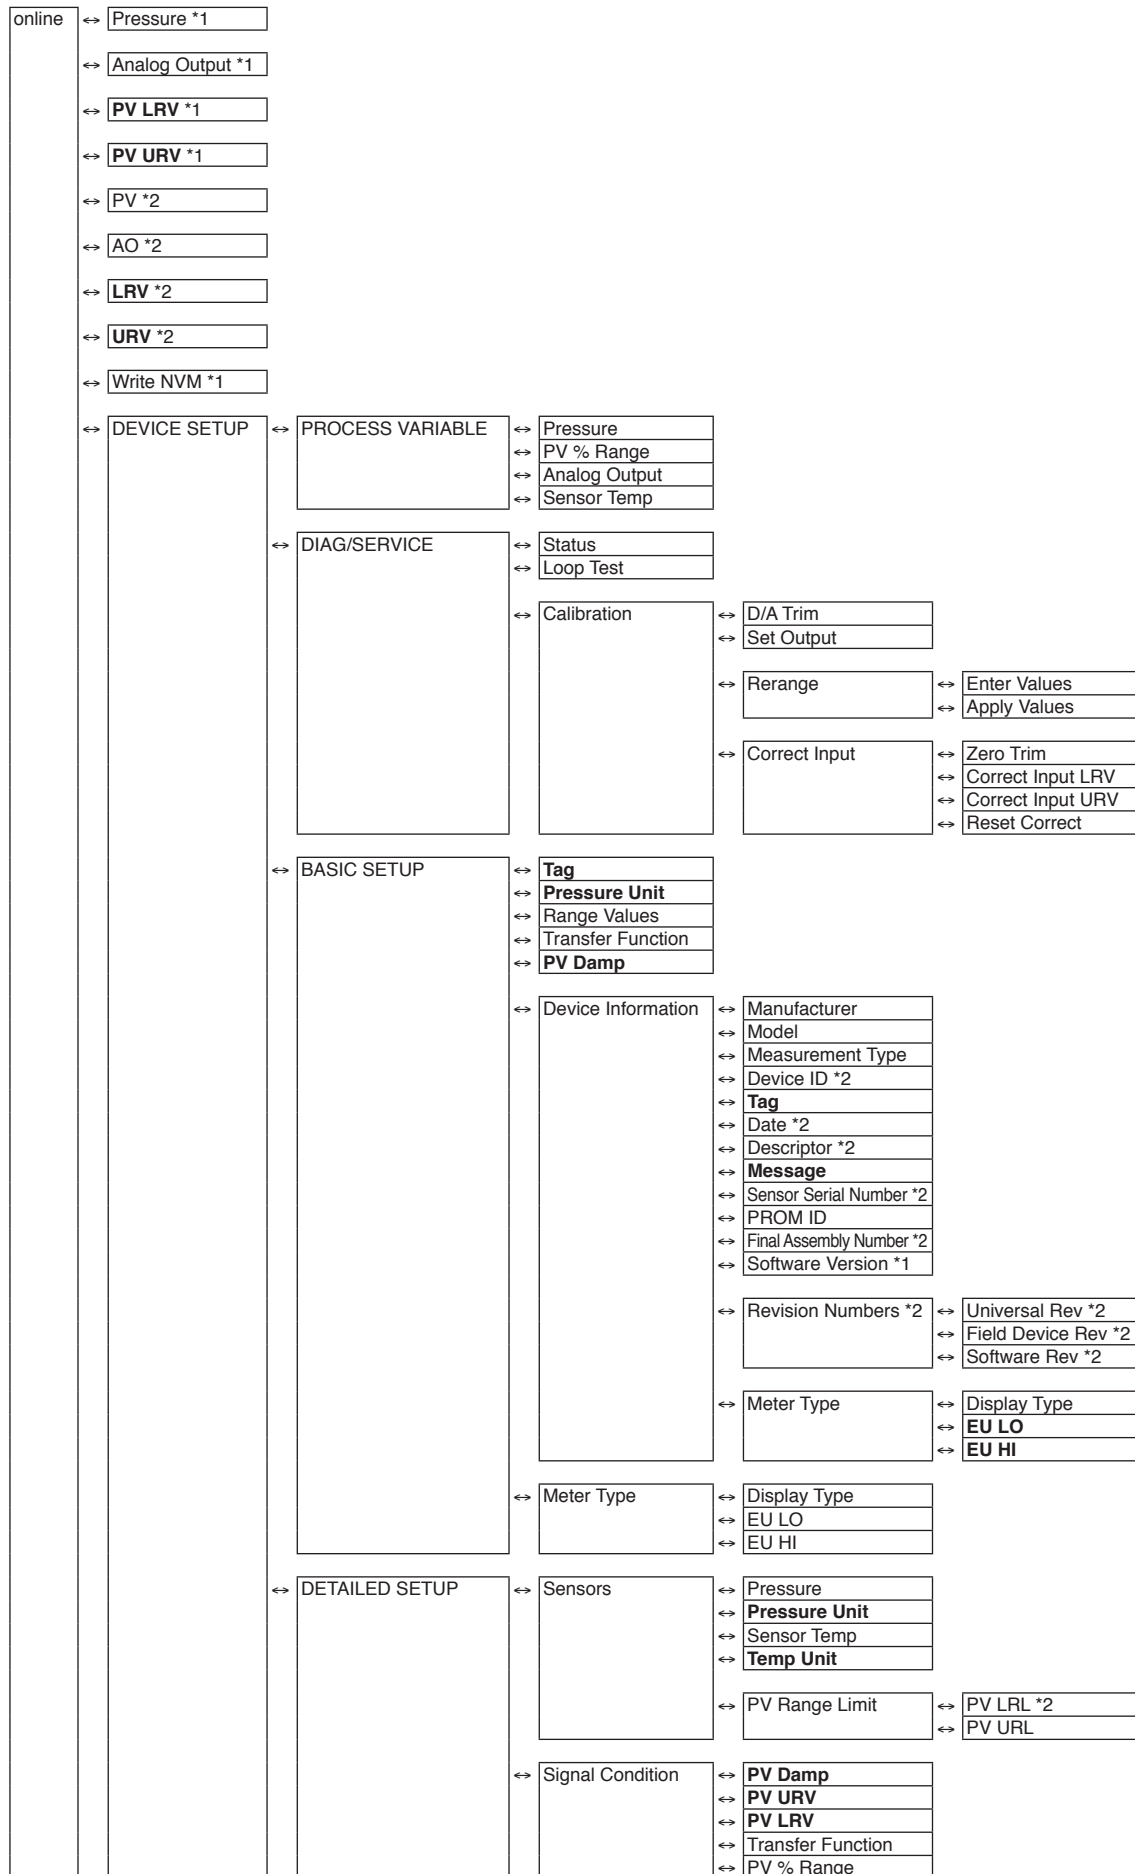 online ↔ Pressure *1
↔ Analog Output *1
↔ PV LRV *1
↔ PV URV *1
↔ PV *2
↔ AO *2
↔ LRV *2
↔ URV *2
↔ Write NVM *1
↔ DEVICE SETUP ↔ PROCESS VARIABLE ↔ Pressure
↔ PV % Range
↔ Analog Output
↔ Sensor Temp
↔ DIAG/SERVICE ↔ Status
↔ Loop Test
↔ Calibration ↔ D/A Trim
↔ Set Output
↔ Rerange ↔ Enter Values
↔ Apply Values
↔ Correct Input ↔ Zero Trim
↔ Correct Input LRV
↔ Correct Input URV
↔ Reset Correct
↔ BASIC SETUP ↔ Tag
↔ Pressure Unit
↔ Range Values
↔ Transfer Function
↔ PV Damp
↔ Device Information ↔ Manufacturer
↔ Model
↔ Measurement Type
↔ Device ID *2
↔ Tag
↔ Date *2
↔ Descriptor *2
↔ Message
↔ Sensor Serial Number *2
↔ PROM ID
↔ Final Assembly Number *2
↔ Software Version *1
↔ Revision Numbers *2 ↔ Universal Rev *2
↔ Field Device Rev *2
↔ Software Rev *2
↔ Meter Type ↔ Display Type
↔ EU LO
↔ EU HI
↔ Meter Type ↔ Display Type
↔ EU LO
↔ EU HI
↔ DETAILED SETUP ↔ Sensors ↔ Pressure
↔ Pressure Unit
↔ Sensor Temp
↔ Temp Unit
↔ PV Range Limit ↔ PV LRL *2
↔ PV URL
↔ Signal Condition ↔ PV Damp
↔ PV URV
↔ PV LRV
↔ Transfer Function
↔ PV % Range